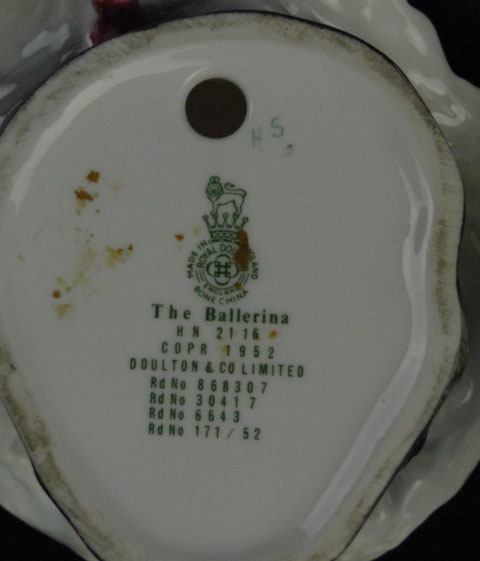 H S
MADE IN ENGLAND
ROYAL DOULTON
ENGLAND
BONE CHINA
The Ballerina
HN 2116
COPR 1952
DOULTON & CO LIMITED
Rd No 868307
Rd No 30417
Rd No 6643
Rd No 171/52